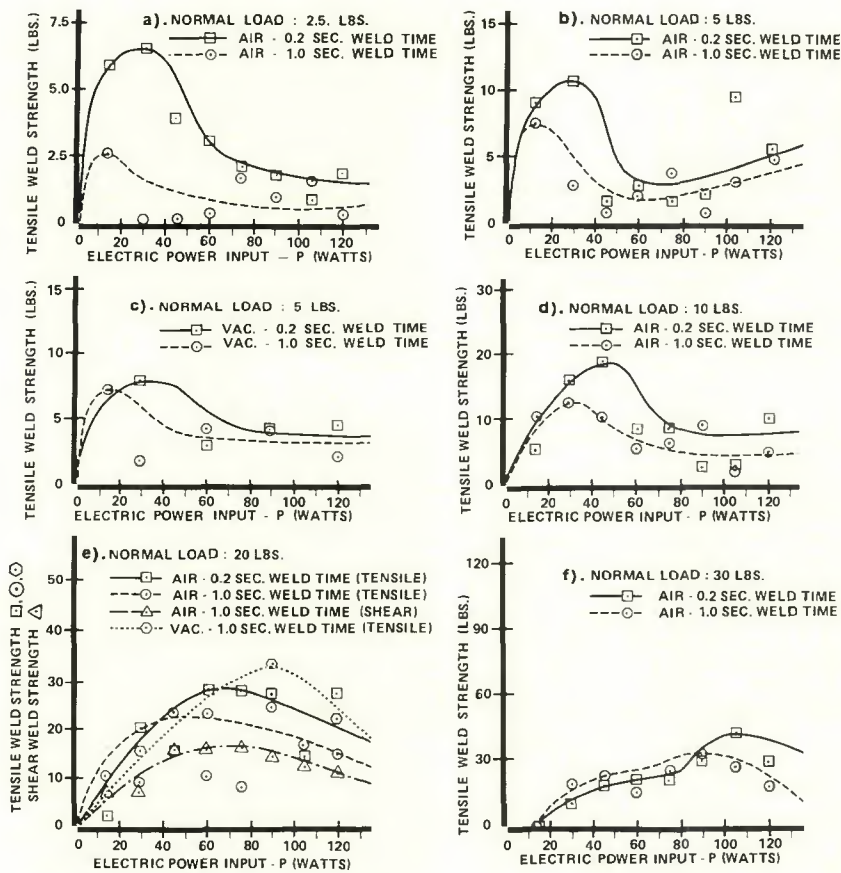 a). NORMAL LOAD : 2.5. LBS.
AIR - 0.2 SEC. WELD TIME
AIR - 1.0 SEC. WELD TIME
TENSILE WELD STRENGTH (LBS.)
7.5
5.0
2.5
0
0 20 40 60 80 100 120
ELECTRIC POWER INPUT – P (WATTS)
b). NORMAL LOAD : 5 LBS.
AIR - 0.2 SEC. WELD TIME
AIR - 1.0 SEC. WELD TIME
TENSILE WELD STRENGTH (LBS.)
15
10
5
0
0 20 40 60 80 100 120
ELECTRIC POWER INPUT - P (WATTS)
c). NORMAL LOAD : 5 LBS.
VAC. - 0.2 SEC. WELD TIME
VAC. - 1.0 SEC. WELD TIME
TENSILE WELD STRENGTH (LBS.)
15
10
5
0
0 20 40 60 80 100 120
ELECTRIC POWER INPUT - P (WATTS)
d). NORMAL LOAD : 10 LBS.
AIR - 0.2 SEC. WELD TIME
AIR - 1.0 SEC. WELD TIME
TENSILE WELD STRENGTH (LBS.)
30
20
10
0
0 20 40 60 80 100 120
ELECTRIC POWER INPUT - P (WATTS)
e). NORMAL LOAD : 20 LBS.
AIR - 0.2 SEC. WELD TIME (TENSILE)
AIR - 1.0 SEC. WELD TIME (TENSILE)
AIR - 1.0 SEC. WELD TIME (SHEAR)
VAC. - 1.0 SEC. WELD TIME (TENSILE)
TENSILE WELD STRENGTH
SHEAR WELD STRENGTH
50
40
30
20
10
0
0 20 40 60 80 100 120
ELECTRIC POWER INPUT - P (WATTS)
f). NORMAL LOAD : 30 LBS.
AIR - 0.2 SEC. WELD TIME
AIR - 1.0 SEC. WELD TIME
TENSILE WELD STRENGTH (LBS.)
120
90
60
30
0
0 20 40 60 80 100 120
ELECTRIC POWER INPUT - P (WATTS)